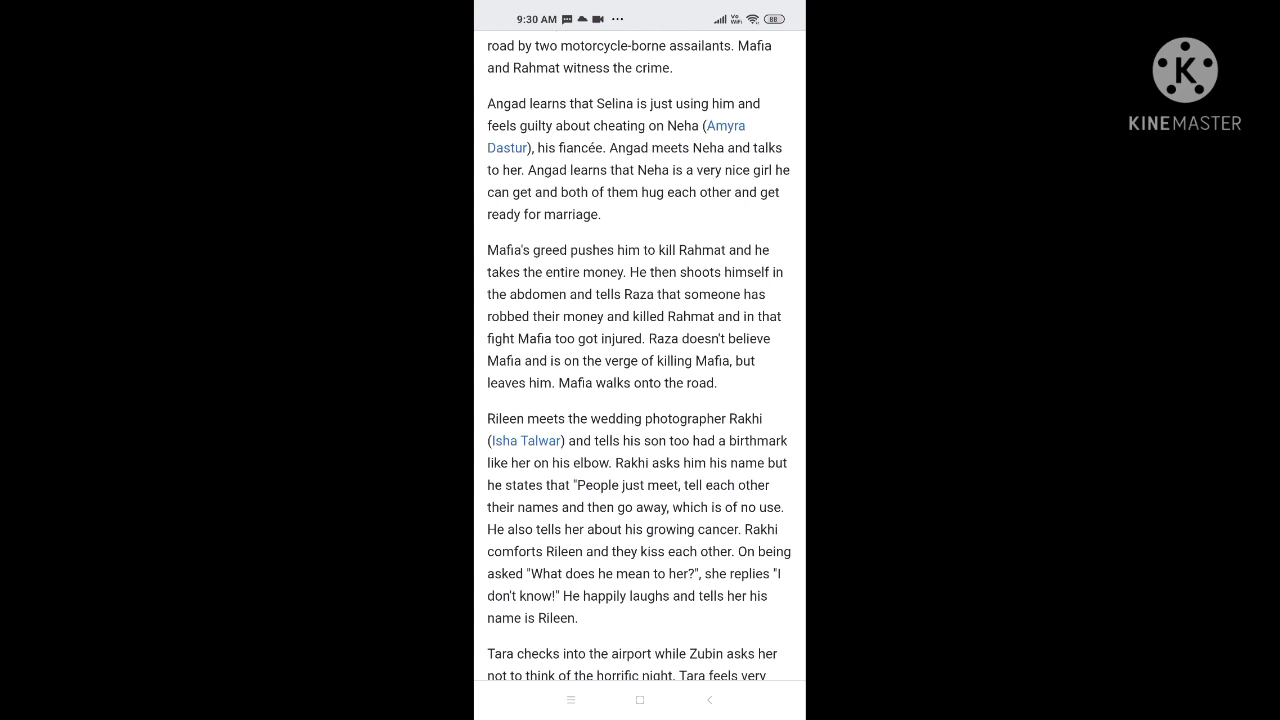 9:30 AM
Vo
WiFi
88
road by two motorcycle-borne assailants. Mafia
and Rahmat witness the crime.
Angad learns that Selina is just using him and
feels guilty about cheating on Neha (Amyra
Dastur), his fiancée. Angad meets Neha and talks
to her. Angad learns that Neha is a very nice girl he
can get and both of them hug each other and get
ready for marriage.
Mafia's greed pushes him to kill Rahmat and he
takes the entire money. He then shoots himself in
the abdomen and tells Raza that someone has
robbed their money and killed Rahmat and in that
fight Mafia too got injured. Raza doesn't believe
Mafia and is on the verge of killing Mafia, but
leaves him. Mafia walks onto the road.
Rileen meets the wedding photographer Rakhi
(Isha Talwar) and tells his son too had a birthmark
like her on his elbow. Rakhi asks him his name but
he states that "People just meet, tell each other
their names and then go away, which is of no use.
He also tells her about his growing cancer. Rakhi
comforts Rileen and they kiss each other. On being
asked "What does he mean to her?", she replies "I
don't know!" He happily laughs and tells her his
name is Rileen.
Tara checks into the airport while Zubin asks her
not to think of the horrific night. Tara feels very
K
KINEMASTER